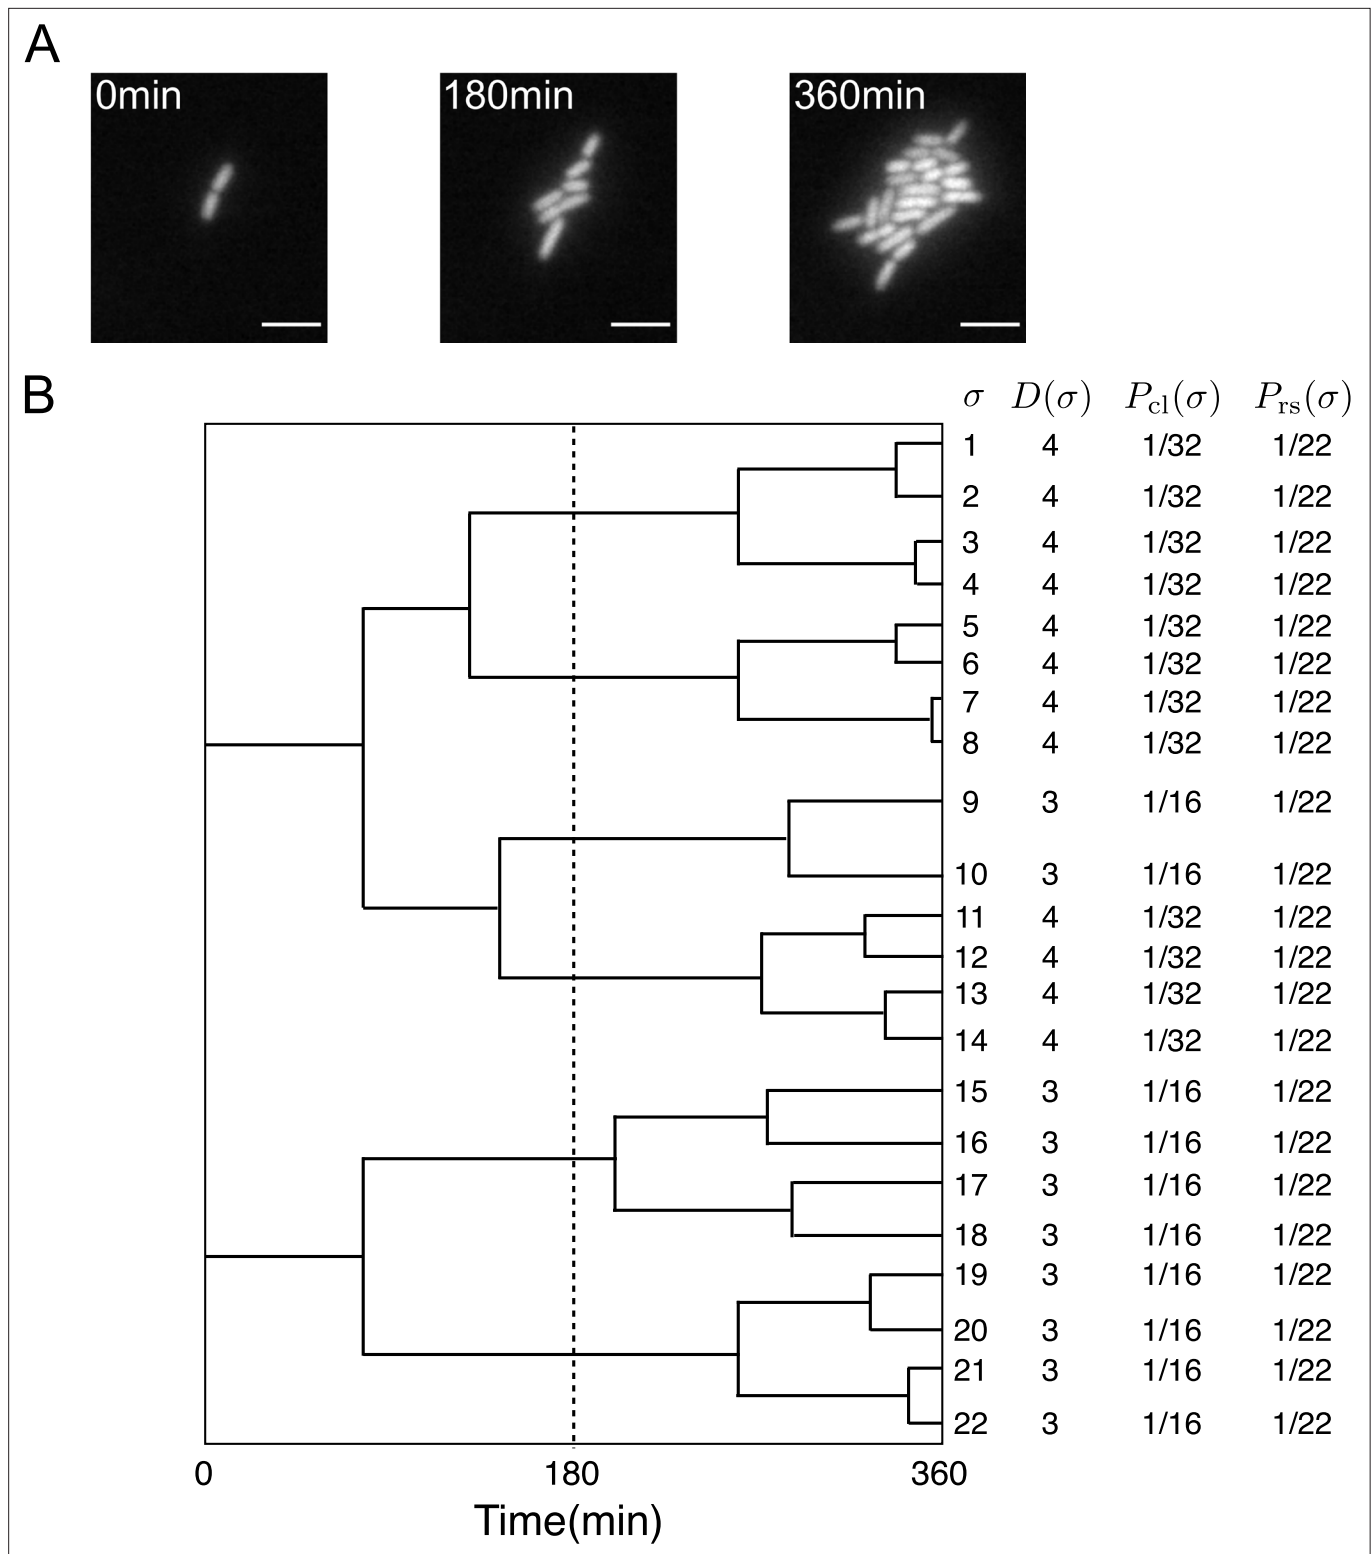 A
0min 180min 360min
B
σ D(σ) P_cl(σ) P_rs(σ)
1 4 1/32 1/22
2 4 1/32 1/22
3 4 1/32 1/22
4 4 1/32 1/22
5 4 1/32 1/22
6 4 1/32 1/22
7 4 1/32 1/22
8 4 1/32 1/22
9 3 1/16 1/22
10 3 1/16 1/22
11 4 1/32 1/22
12 4 1/32 1/22
13 4 1/32 1/22
14 4 1/32 1/22
15 3 1/16 1/22
16 3 1/16 1/22
17 3 1/16 1/22
18 3 1/16 1/22
19 3 1/16 1/22
20 3 1/16 1/22
21 3 1/16 1/22
22 3 1/16 1/22
0 180 360
Time(min)